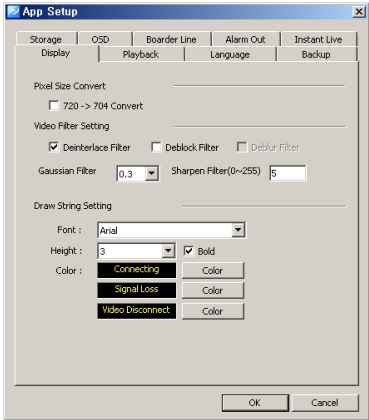 App Setup
Storage OSD Boarder Line Alarm Out Instant Live
Display Playback Language Backup
Pixel Size Convert
720 -> 704 Convert
Video Filter Setting
Deinterlace Filter Deblock Filter Deblur Filter
Gaussian Filter 0.3 Sharpen Filter(0~255) 5
Draw String Setting
Font : Arial
Height : 3 Bold
Color : Connecting Color
Signal Loss Color
Video Disconnect Color
OK Cancel